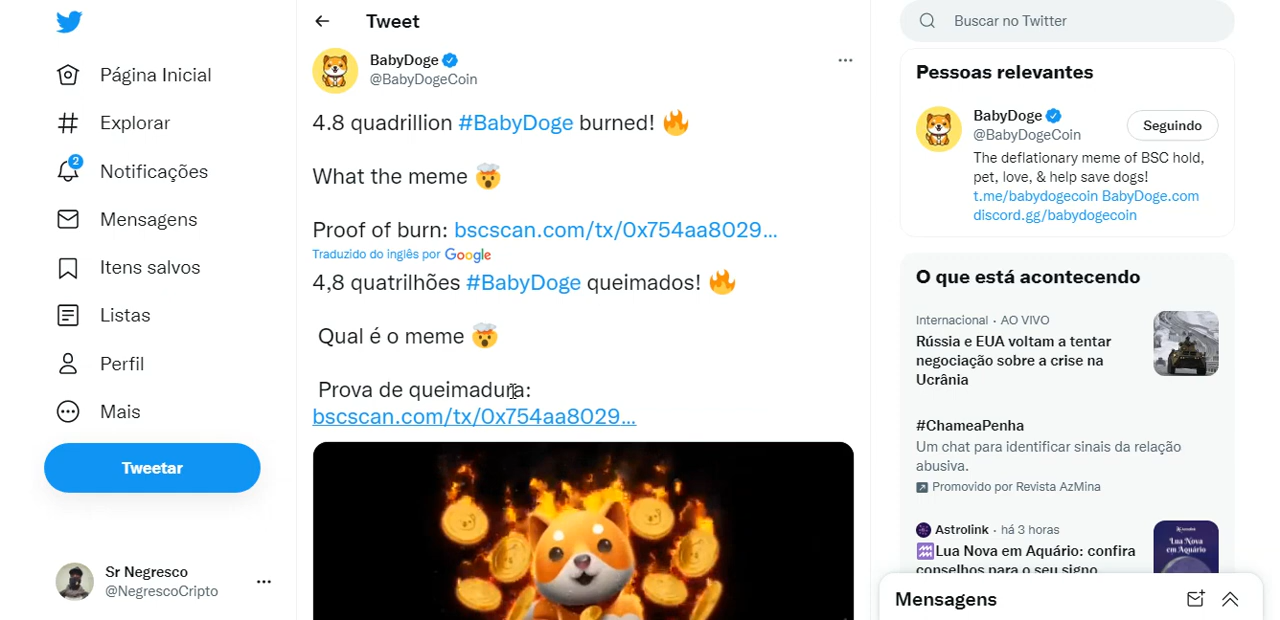 Página Inicial
Explorar
2
Notificações
Mensagens
Itens salvos
Listas
Perfil
Mais
Tweetar
Sr Negresco
@NegrescoCripto
Tweet
BabyDoge
@BabyDogeCoin
4.8 quadrillion #BabyDoge burned! 🔥
What the meme 🤯
Proof of burn: bscscan.com/tx/0x754aa8029...
Traduzido do inglês por Google
4,8 quatrilhões #BabyDoge queimados! 🔥
Qual é o meme 🤯
Prova de queimadura:
bscscan.com/tx/0x754aa8029...
Buscar no Twitter
Pessoas relevantes
BabyDoge
@BabyDogeCoin
Seguindo
The deflationary meme of BSC hold,
pet, love, & help save dogs!
t.me/babydogecoin BabyDoge.com
discord.gg/babydogecoin
O que está acontecendo
Internacional · AO VIVO
Rússia e EUA voltam a tentar
negociação sobre a crise na
Ucrânia
#ChameaPenha
Um chat para identificar sinais da relação
abusiva.
Promovido por Revista AzMina
Astrolink · há 3 horas
♒Lua Nova em Aquário: confira
conselhos para o seu signo
Lua Nova
em Aquário
Mensagens